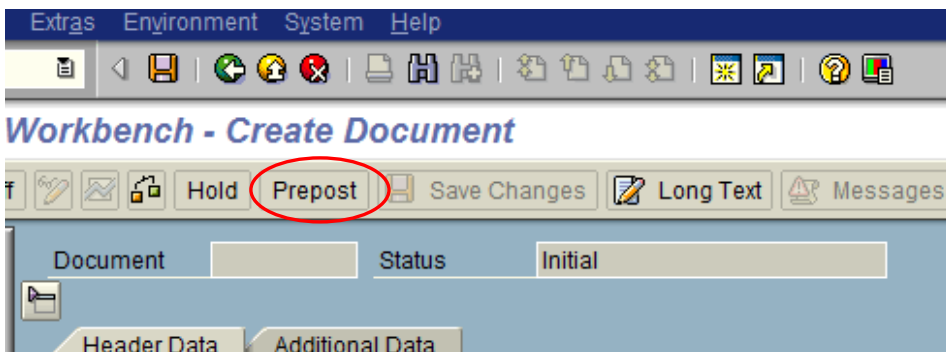 Extras Environment System Help
Workbench - Create Document
Hold Prepost Save Changes Long Text Messages
Document Status Initial
Header Data Additional Data